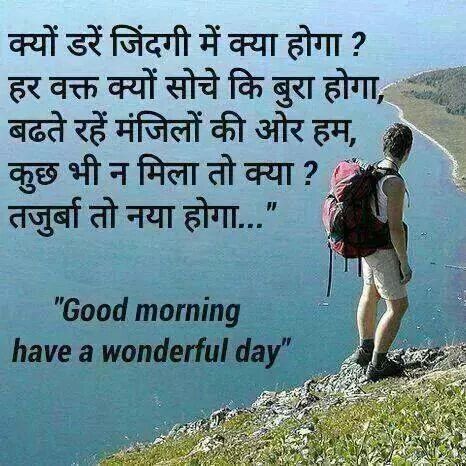 क्यों डरें जिंदगी में क्या होगा ?
हर वक्त क्यों सोचे कि बुरा होगा,
बढते रहें मंजिलों की ओर हम,
कुछ भी न मिला तो क्या ?
तजुर्बा तो नया होगा..."
"Good morning
have a wonderful day"